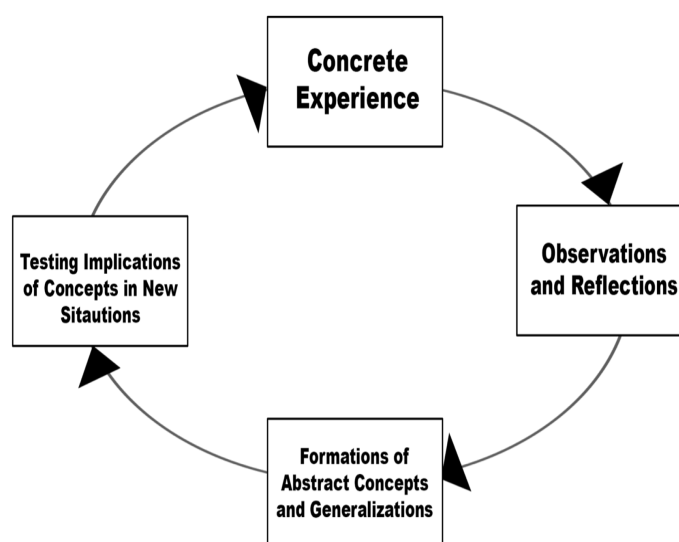 Concrete
Experience
Observations
and Reflections
Formations of
Abstract Concepts
and Generalizations
Testing Implications
of Concepts in New
Sitautions